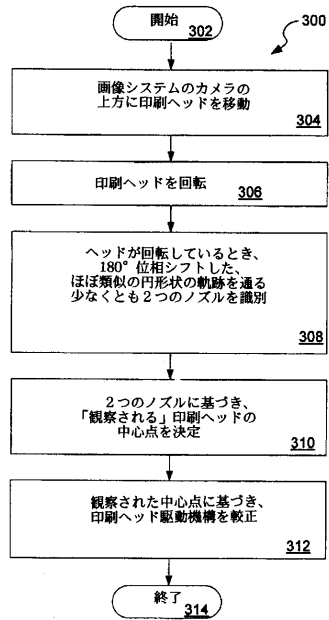 開始
302
300
画像システムのカメラの
上方に印刷ヘッドを移動
304
印刷ヘッドを回転
306
ヘッドが回転しているとき、
180°位相シフトした、
ほぼ類似の円形状の軌跡を通る
少なくとも２つのノズルを識別
308
２つのノズルに基づき、
「観察される」印刷ヘッドの
中心点を決定
310
観察された中心点に基づき、
印刷ヘッド駆動機構を較正
312
終了
314